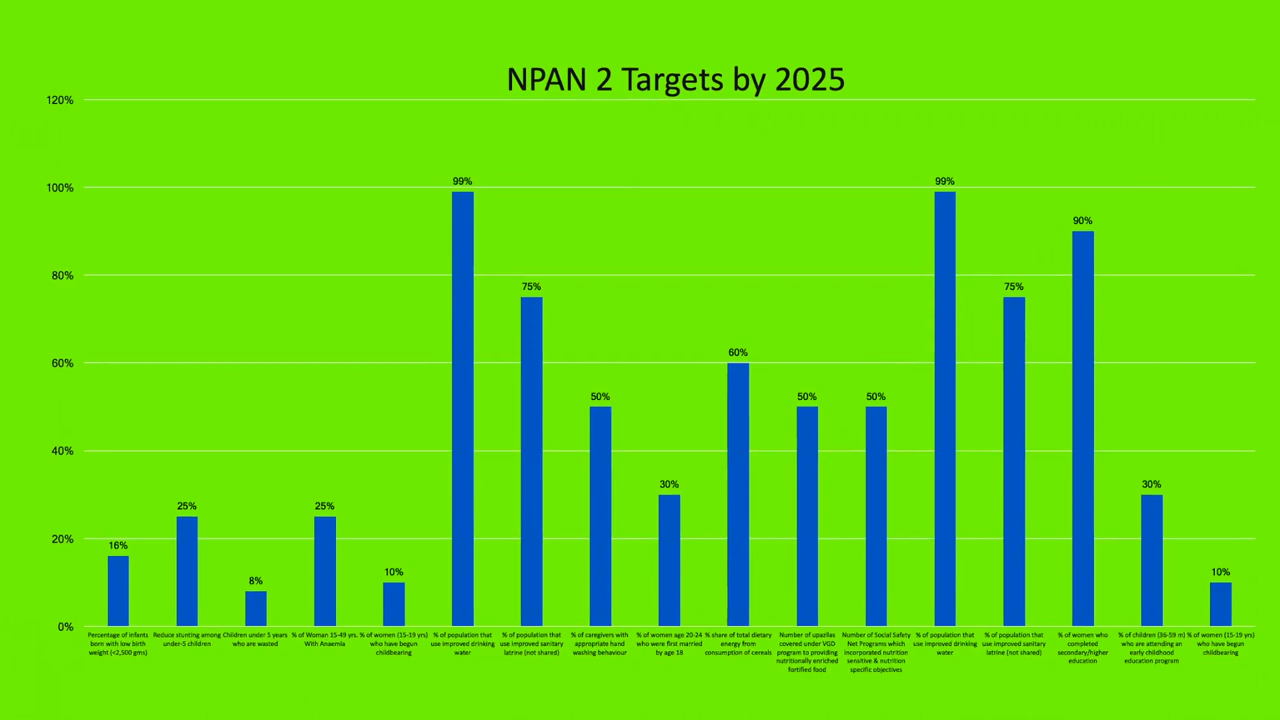 NPAN 2 Targets by 2025
120%
100%
80%
60%
40%
20%
0%
16%
25%
8%
25%
10%
99%
75%
50%
30%
60%
50%
50%
99%
75%
90%
30%
10%
Percentage of infants
born with low birth
weight (<2,500 gms)
Reduce stunting among
under-5 children
Children under 5 years
who are wasted
% of Woman 15-49 yrs.
With Anaemia
% of women (15-19 yrs)
who have begun
childbearing
% of population that
use improved drinking
water
% of population that
use improved sanitary
latrine (not shared)
% of caregivers with
appropriate hand
washing behaviour
% of women age 20-24
who were first married
by age 18
% share of total dietary
energy from
consumption of cereals
Number of upazilas
covered under VGD
program to providing
nutritionally enriched
fortified food
Number of Social Safety
Net Programs which
incorporated nutrition
sensitive & nutrition
specific objectives
% of population that
use improved drinking
water
% of population that
use improved sanitary
latrine (not shared)
% of women who
completed
secondary/higher
education
% of children (36-59 m)
who are attending an
early childhood
education program
% of women (15-19 yrs)
who have begun
childbearing